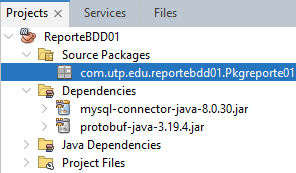 Projects × Services Files
ReporteBDD01
Source Packages
com.utp.edu.reportebdd01.Pkgreporte01
Dependencies
mysql-connector-java-8.0.30.jar
protobuf-java-3.19.4.jar
Java Dependencies
Project Files